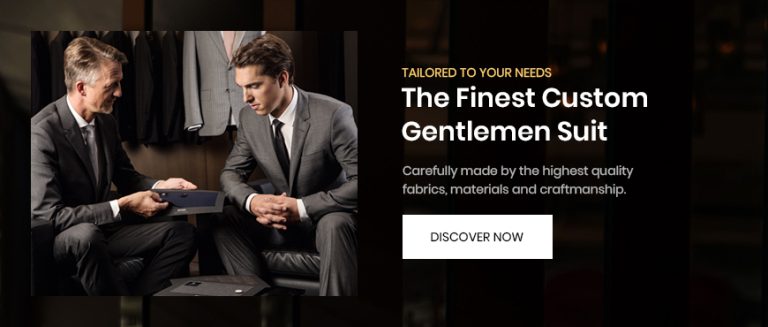 TAILORED TO YOUR NEEDS
The Finest Custom
Gentlemen Suit
Carefully made by the highest quality
fabrics, materials and craftmanship.
DISCOVER NOW